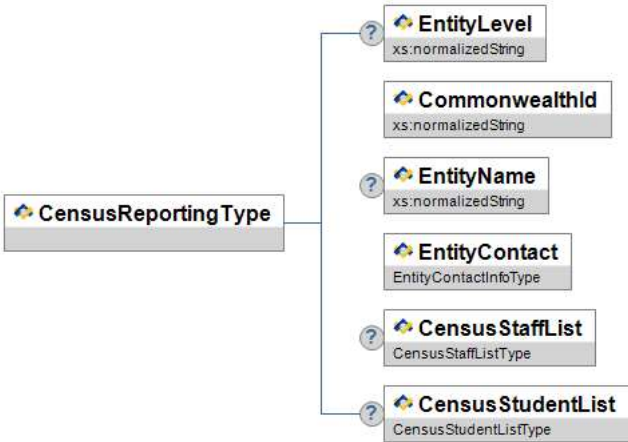 ?
EntityLevel
xs:normalizedString
CommonwealthId
xs:normalizedString
?
EntityName
xs:normalizedString
CensusReportingType
EntityContact
EntityContactInfoType
?
CensusStaffList
CensusStaffListType
?
CensusStudentList
CensusStudentListType